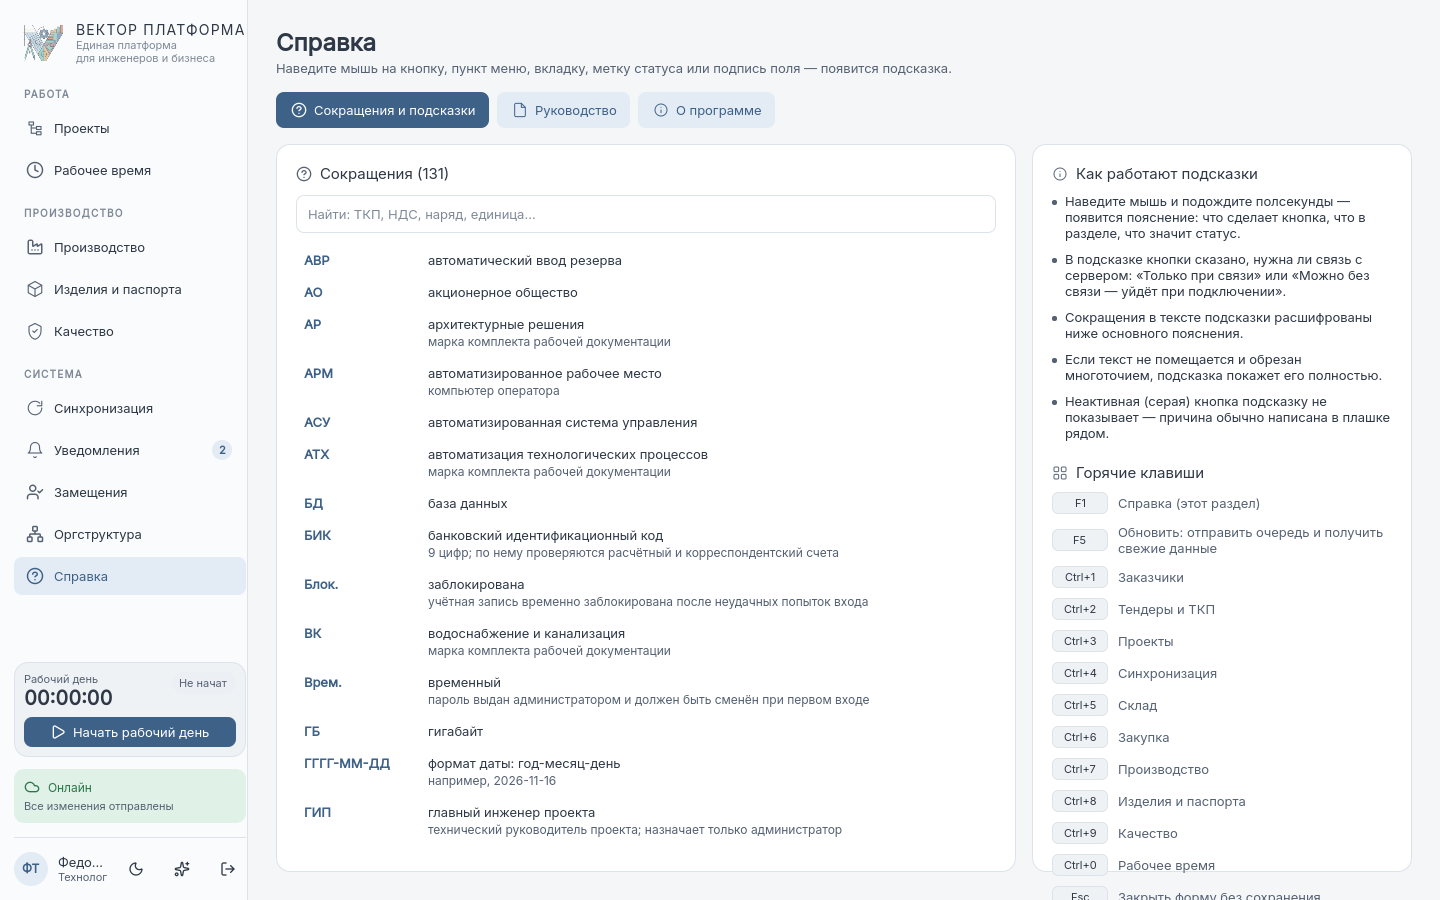 ВЕКТОР ПЛАТФОРМА
Единая платформа
для инженеров и бизнеса
РАБОТА
Проекты
Рабочее время
ПРОИЗВОДСТВО
Производство
Изделия и паспорта
Качество
СИСТЕМА
Синхронизация
Уведомления 2
Замещения
Оргструктура
Справка
Рабочий день
Не начат
00:00:00
Начать рабочий день
Онлайн
Все изменения отправлены
ФТ
Федо...
Технолог
Справка
Наведите мышь на кнопку, пункт меню, вкладку, метку статуса или подпись поля — появится подсказка.
Сокращения и подсказки
Руководство
О программе
Сокращения (131)
Найти: ТКП, НДС, наряд, единица...
АВР автоматический ввод резерва
АО акционерное общество
АР архитектурные решения
марка комплекта рабочей документации
АРМ автоматизированное рабочее место
компьютер оператора
АСУ автоматизированная система управления
АТХ автоматизация технологических процессов
марка комплекта рабочей документации
БД база данных
БИК банковский идентификационный код
9 цифр; по нему проверяются расчётный и корреспондентский счета
Блок. заблокирована
учётная запись временно заблокирована после неудачных попыток входа
ВК водоснабжение и канализация
марка комплекта рабочей документации
Врем. временный
пароль выдан администратором и должен быть сменён при первом входе
ГБ гигабайт
ГГГГ-ММ-ДД формат даты: год-месяц-день
например, 2026-11-16
ГИП главный инженер проекта
технический руководитель проекта; назначает только администратор
Как работают подсказки
Наведите мышь и подождите полсекунды —
появится пояснение: что сделает кнопка, что в
разделе, что значит статус.
В подсказке кнопки сказано, нужна ли связь с
сервером: «Только при связи» или «Можно без
связи — уйдёт при подключении».
Сокращения в тексте подсказки расшифрованы
ниже основного пояснения.
Если текст не помещается и обрезан
многоточием, подсказка покажет его полностью.
Неактивная (серая) кнопка подсказку не
показывает — причина обычно написана в плашке
рядом.
Горячие клавиши
F1 Справка (этот раздел)
F5 Обновить: отправить очередь и получить
свежие данные
Ctrl+1 Заказчики
Ctrl+2 Тендеры и ТКП
Ctrl+3 Проекты
Ctrl+4 Синхронизация
Ctrl+5 Склад
Ctrl+6 Закупка
Ctrl+7 Производство
Ctrl+8 Изделия и паспорта
Ctrl+9 Качество
Ctrl+0 Рабочее время
Esc Закрыть форму без сохранения